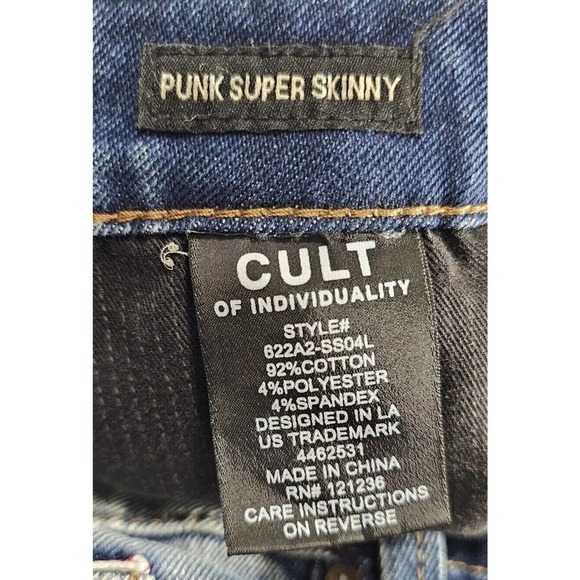 PUNK SUPER SKINNY
CULT
OF INDIVIDUALITY
STYLE#
622A2-SS04L
92%COTTON
4%POLYESTER
4%SPANDEX
DESIGNED IN LA
US TRADEMARK
4462531
MADE IN CHINA
RN# 121236
CARE INSTRUCTIONS
ON REVERSE